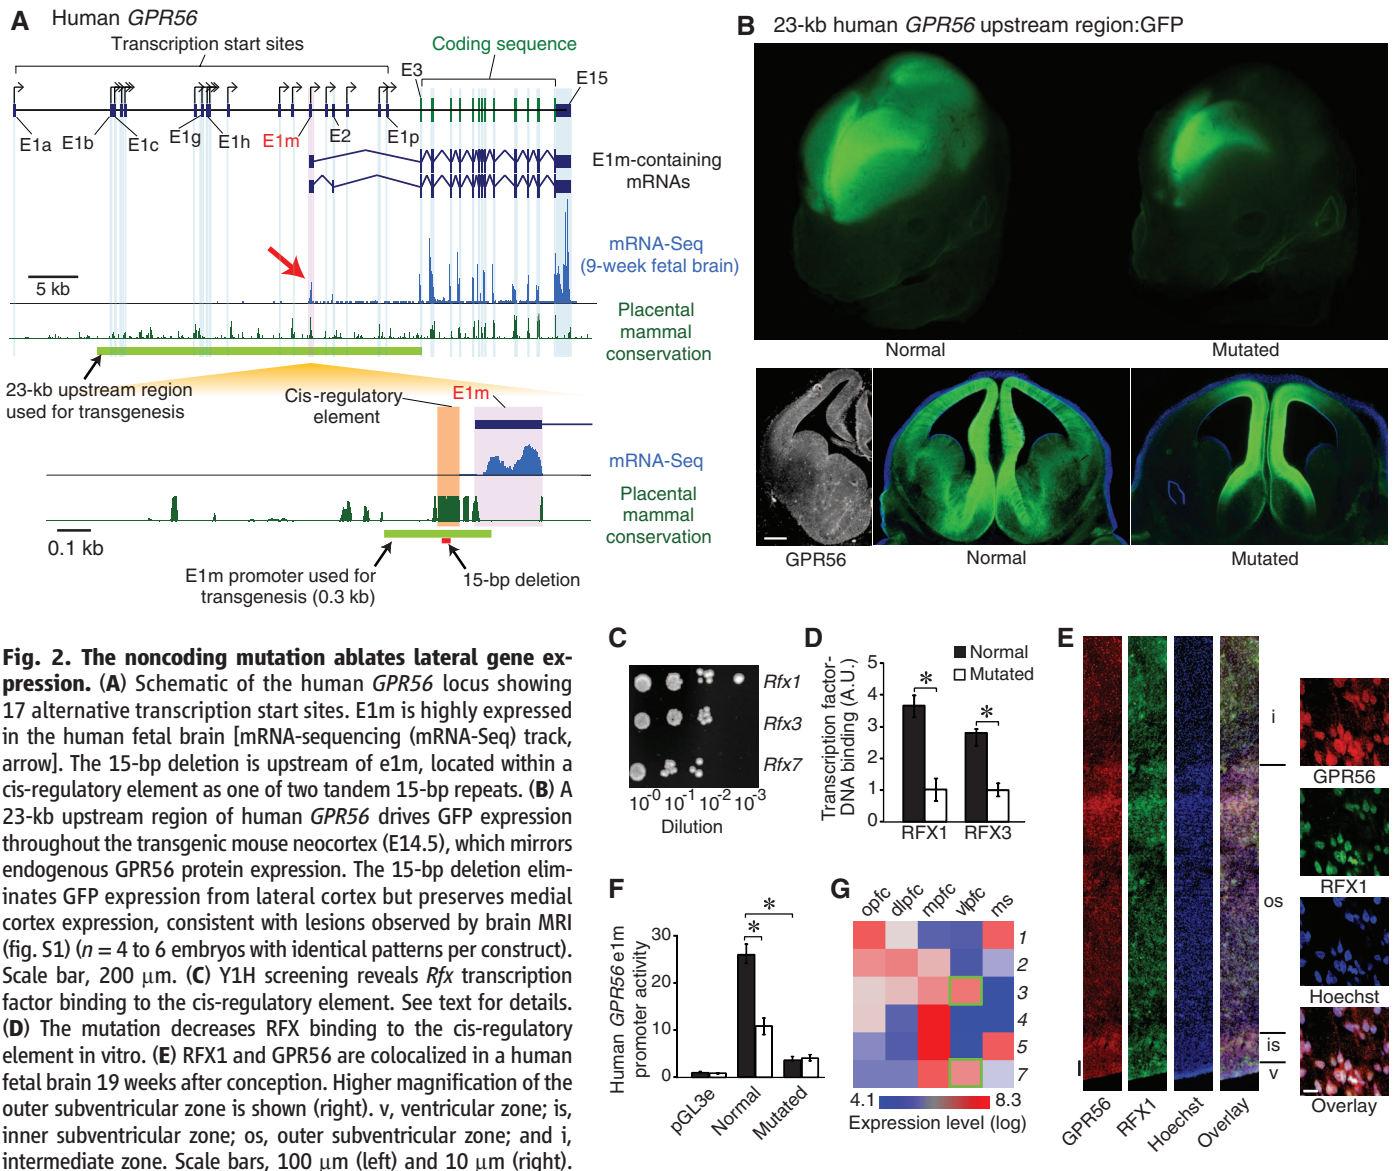 A Human GPR56
Transcription start sites
Coding sequence
E3
E15
E1a
E1b
E1c
E1g
E1h
E1m
E2
E1p
E1m-containing
mRNAs
mRNA-Seq
(9-week fetal brain)
5 kb
Placental
mammal
conservation
23-kb upstream region
used for transgenesis
Cis-regulatory
element
E1m
mRNA-Seq
Placental
mammal
conservation
0.1 kb
E1m promoter used for
transgenesis (0.3 kb)
15-bp deletion
B 23-kb human GPR56 upstream region:GFP
Normal
Mutated
GPR56
Normal
Mutated
Fig. 2. The noncoding mutation ablates lateral gene ex-
pression. (A) Schematic of the human GPR56 locus showing
17 alternative transcription start sites. E1m is highly expressed
in the human fetal brain [mRNA-sequencing (mRNA-Seq) track,
arrow]. The 15-bp deletion is upstream of e1m, located within a
cis-regulatory element as one of two tandem 15-bp repeats. (B) A
23-kb upstream region of human GPR56 drives GFP expression
throughout the transgenic mouse neocortex (E14.5), which mirrors
endogenous GPR56 protein expression. The 15-bp deletion elim-
inates GFP expression from lateral cortex but preserves medial
cortex expression, consistent with lesions observed by brain MRI
(fig. S1) (n = 4 to 6 embryos with identical patterns per construct).
Scale bar, 200 μm. (C) Y1H screening reveals Rfx transcription
factor binding to the cis-regulatory element. See text for details.
(D) The mutation decreases RFX binding to the cis-regulatory
element in vitro. (E) RFX1 and GPR56 are colocalized in a human
fetal brain 19 weeks after conception. Higher magnification of the
outer subventricular zone is shown (right). v, ventricular zone; is,
inner subventricular zone; os, outer subventricular zone; and i,
intermediate zone. Scale bars, 100 μm (left) and 10 μm (right).
C
Rfx1
Rfx3
Rfx7
10⁻⁰ 10⁻¹ 10⁻² 10⁻³
Dilution
D
Normal
Mutated
Transcription factor-
DNA binding (A.U.)
5
4
3
2
1
0
*
*
RFX1 RFX3
E
i
os
is
v
GPR56
RFX1
Hoechst
Overlay
GPR56
RFX1
Hoechst
Overlay
F
Human GPR56 e1m
promoter activity
30
20
10
0
*
*
pGL3e
Normal
Mutated
G
opfc
dlpfc
mpfc
vlpfc
ms
1
2
3
4
5
7
4.1 8.3
Expression level (log)